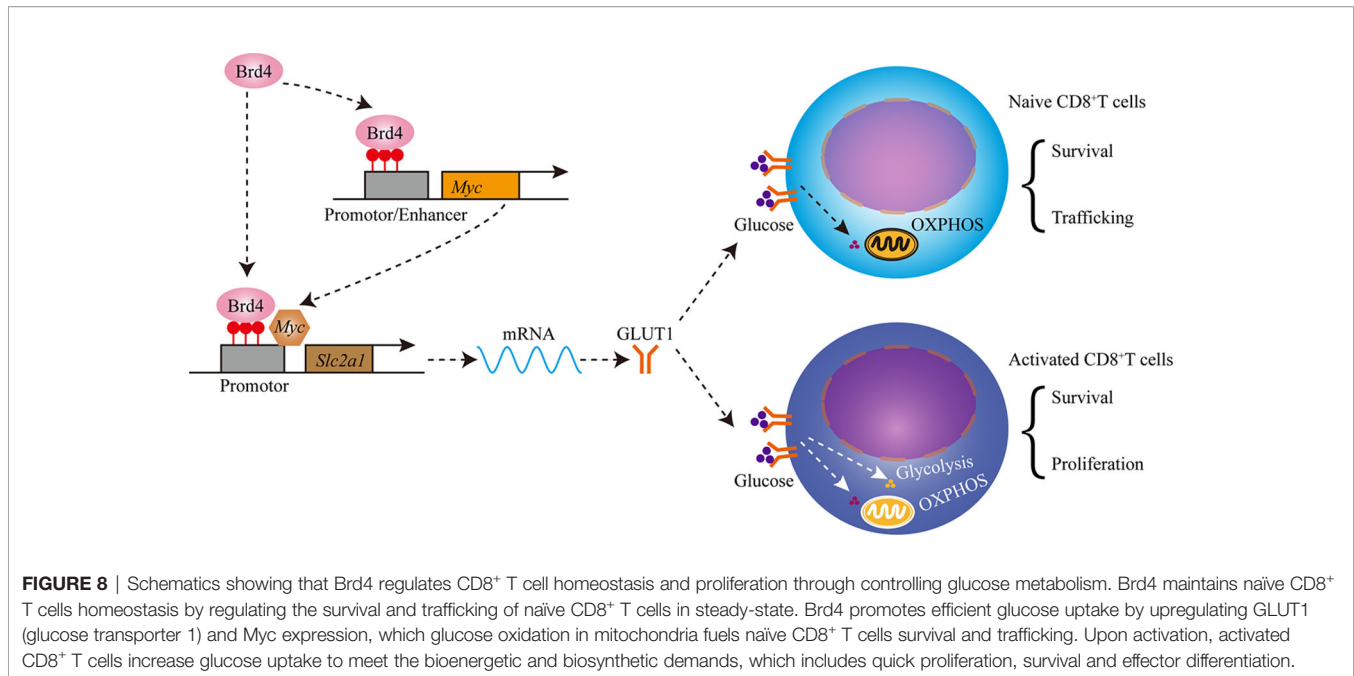 Brd4
Brd4
Myc
Promotor/Enhancer
Brd4
Myc
Slc2a1
Promotor
mRNA
GLUT1
Glucose
OXPHOS
Naive CD8⁺T cells
Survival
Trafficking
Glucose
Glycolysis
OXPHOS
Activated CD8⁺T cells
Survival
Proliferation
FIGURE 8 | Schematics showing that Brd4 regulates CD8⁺ T cell homeostasis and proliferation through controlling glucose metabolism. Brd4 maintains naïve CD8⁺
T cells homeostasis by regulating the survival and trafficking of naïve CD8⁺ T cells in steady-state. Brd4 promotes efficient glucose uptake by upregulating GLUT1
(glucose transporter 1) and Myc expression, which glucose oxidation in mitochondria fuels naïve CD8⁺ T cells survival and trafficking. Upon activation, activated
CD8⁺ T cells increase glucose uptake to meet the bioenergetic and biosynthetic demands, which includes quick proliferation, survival and effector differentiation.